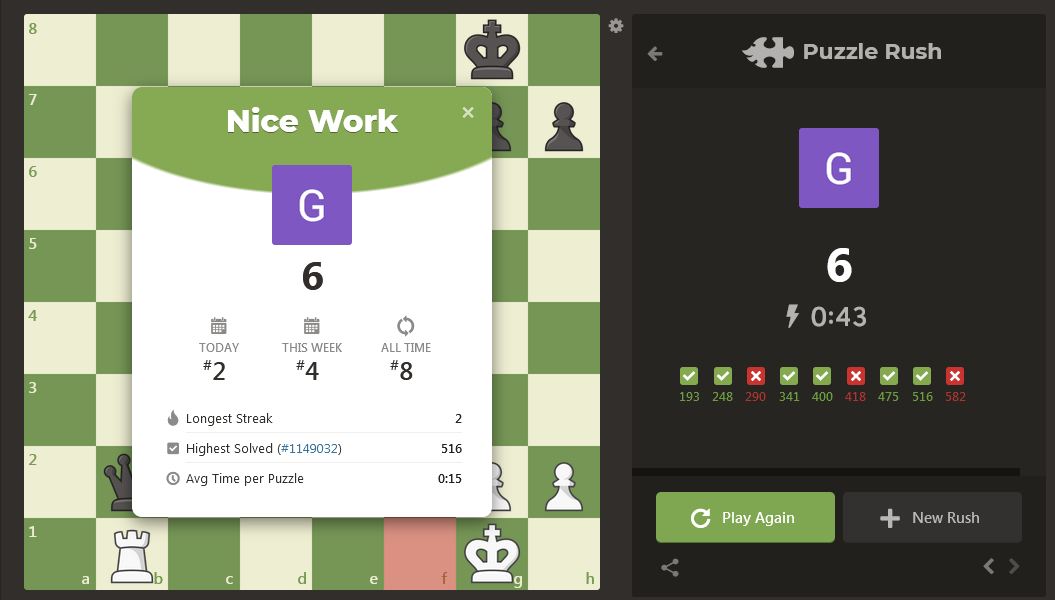 8
7
6
5
4
3
2
1
a b c d e f g h
Nice Work
G
6
TODAY THIS WEEK ALL TIME
#2 #4 #8
Longest Streak 2
Highest Solved (#1149032) 516
Avg Time per Puzzle 0:15
Puzzle Rush
G
6
0:43
193 248 290 341 400 418 475 516 582
Play Again
New Rush